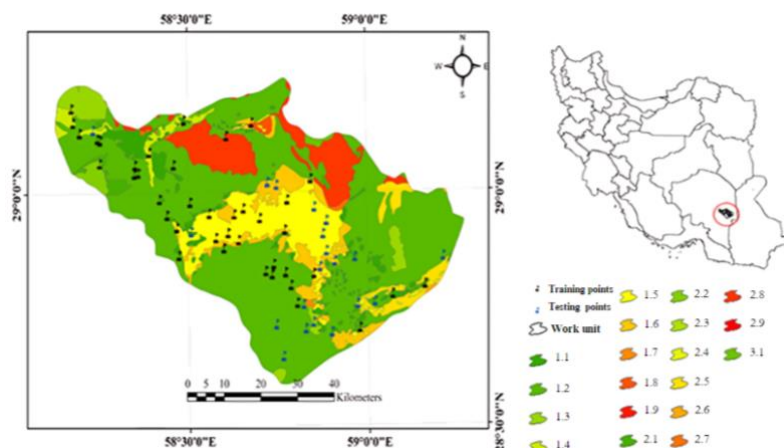 58°30'0"E
59°0'0"E
N
W
E
S
29°0'0"N
29°0'0"N
0 5 10 20 30 40
Kilometers
58°30'0"E
59°0'0"E
28°30'0"N
Training points
Testing points
Work unit
1.1
1.2
1.3
1.4
1.5
1.6
1.7
1.8
1.9
2.1
2.2
2.3
2.4
2.5
2.6
2.7
2.8
2.9
3.1